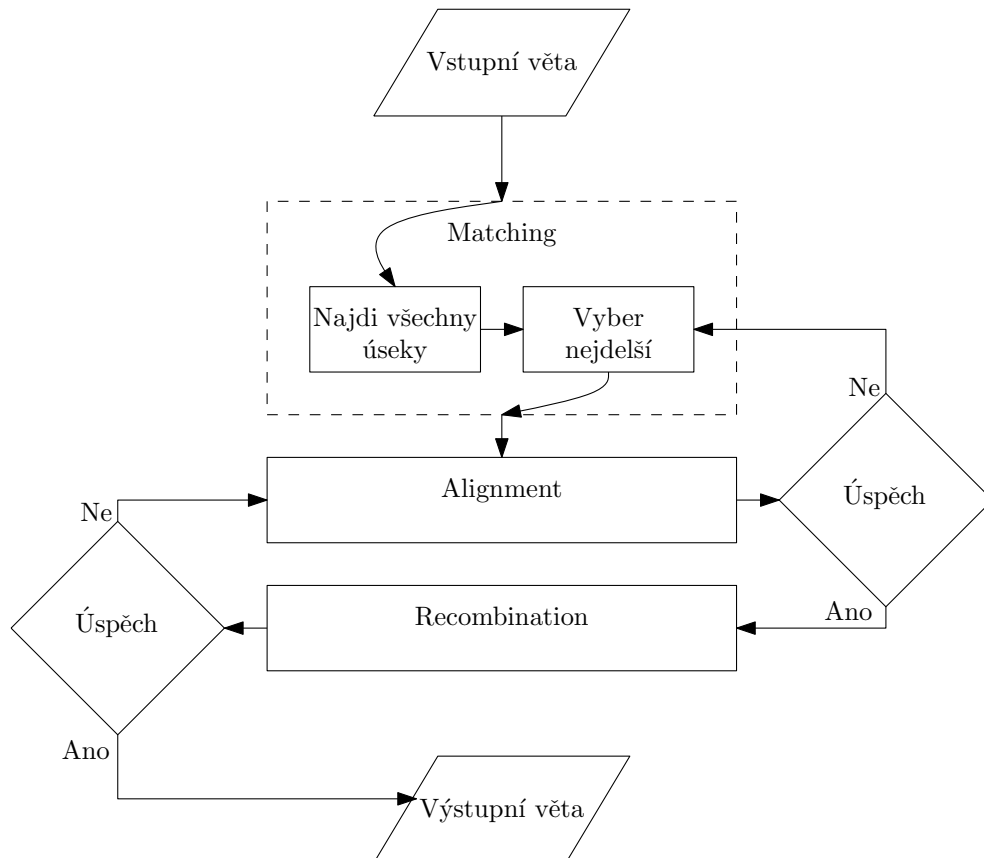 Vstupní věta
Matching
Najdi všechny
úseky
Vyber
nejdelší
Ne
Alignment
Úspěch
Ne
Úspěch
Recombination
Ano
Ano
Výstupní věta